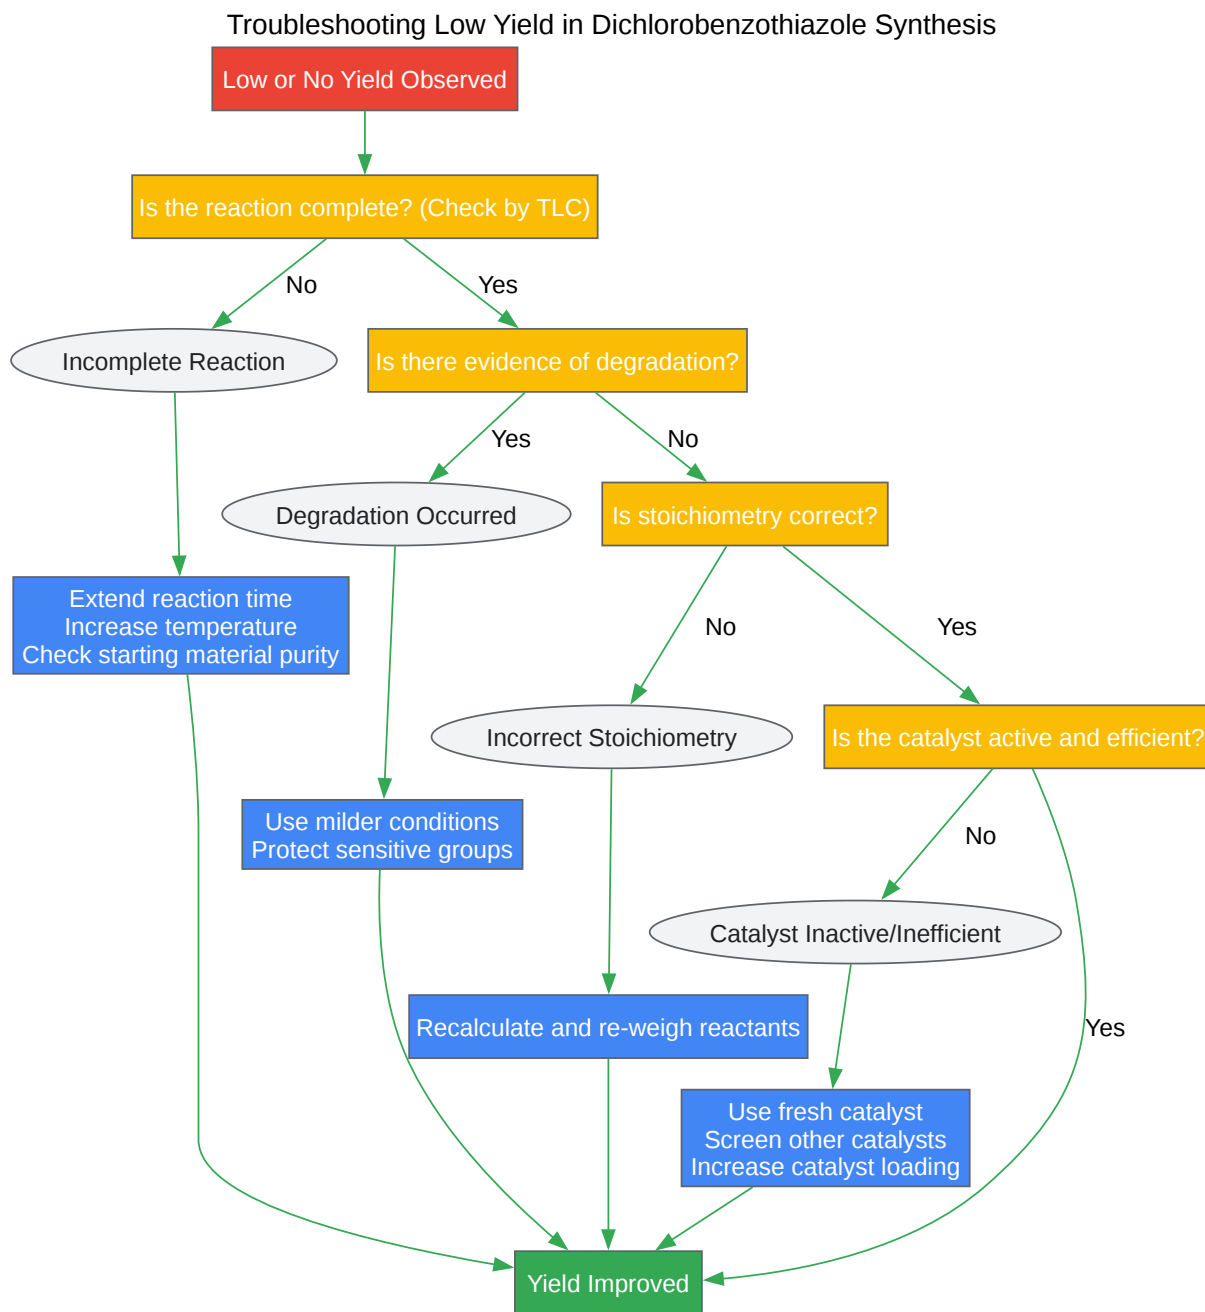 Troubleshooting Low Yield in Dichlorobenzothiazole Synthesis
Low or No Yield Observed
Is the reaction complete? (Check by TLC)
No
Yes
Incomplete Reaction
Is there evidence of degradation?
Yes
No
Degradation Occurred
Is stoichiometry correct?
Extend reaction time
Increase temperature
Check starting material purity
No
Yes
Incorrect Stoichiometry
Is the catalyst active and efficient?
Use milder conditions
Protect sensitive groups
No
Catalyst Inactive/Inefficient
Recalculate and re-weigh reactants
Yes
Use fresh catalyst
Screen other catalysts
Increase catalyst loading
Yield Improved